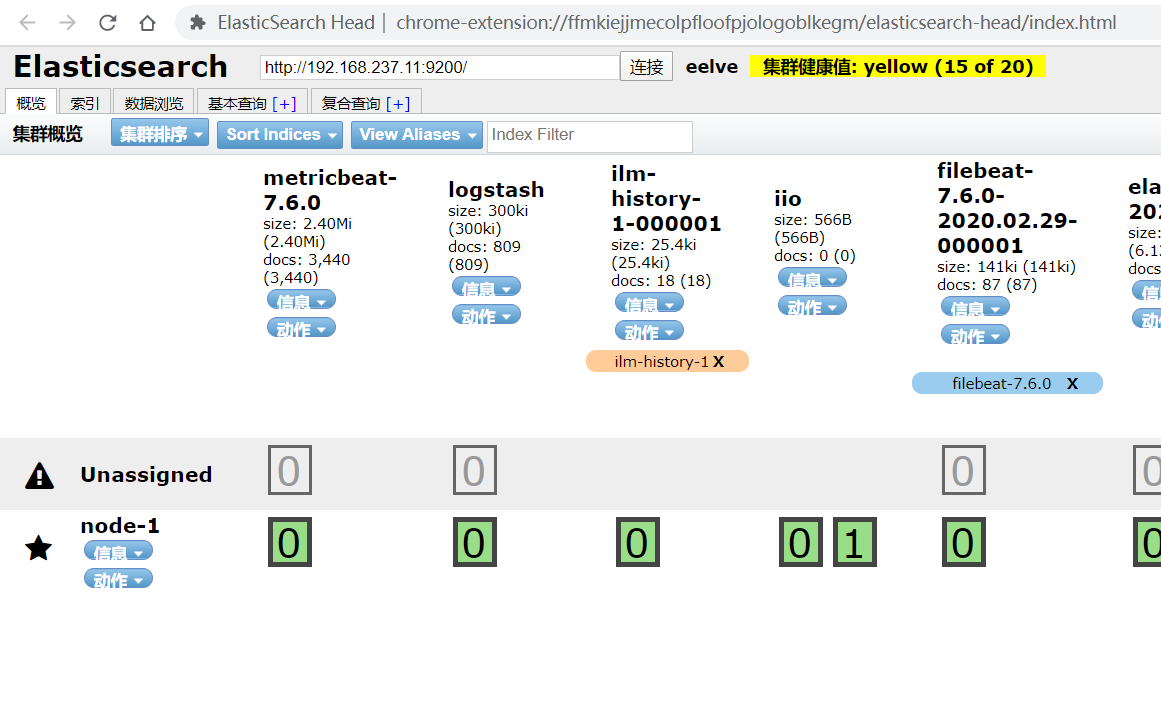 ElasticSearch Head | chrome-extension://ffmkiejjmecolpfloofpjologoblkegm/elasticsearch-head/index.html
Elasticsearch http://192.168.237.11:9200/ 连接 eelve 集群健康值: yellow (15 of 20)
概览 索引 数据浏览 基本查询 [+] 复合查询 [+]
集群概览 集群排序 Sort Indices View Aliases Index Filter
metricbeat-
7.6.0
size: 2.40Mi
(2.40Mi)
docs: 3,440
(3,440)
信息
动作
logstash
size: 300ki
(300ki)
docs: 809
(809)
信息
动作
ilm-
history-
1-000001
size: 25.4ki
(25.4ki)
docs: 18 (18)
信息
动作
ilm-history-1 X
iio
size: 566B
(566B)
docs: 0 (0)
信息
动作
filebeat-
7.6.0-
2020.02.29-
000001
size: 141ki (141ki)
docs: 87 (87)
信息
动作
filebeat-7.6.0 X
ela
202
size:
(6.1
docs
信
动
Unassigned 0 0 0 0
node-1 0 0 0 0 1 0 0
信息
动作